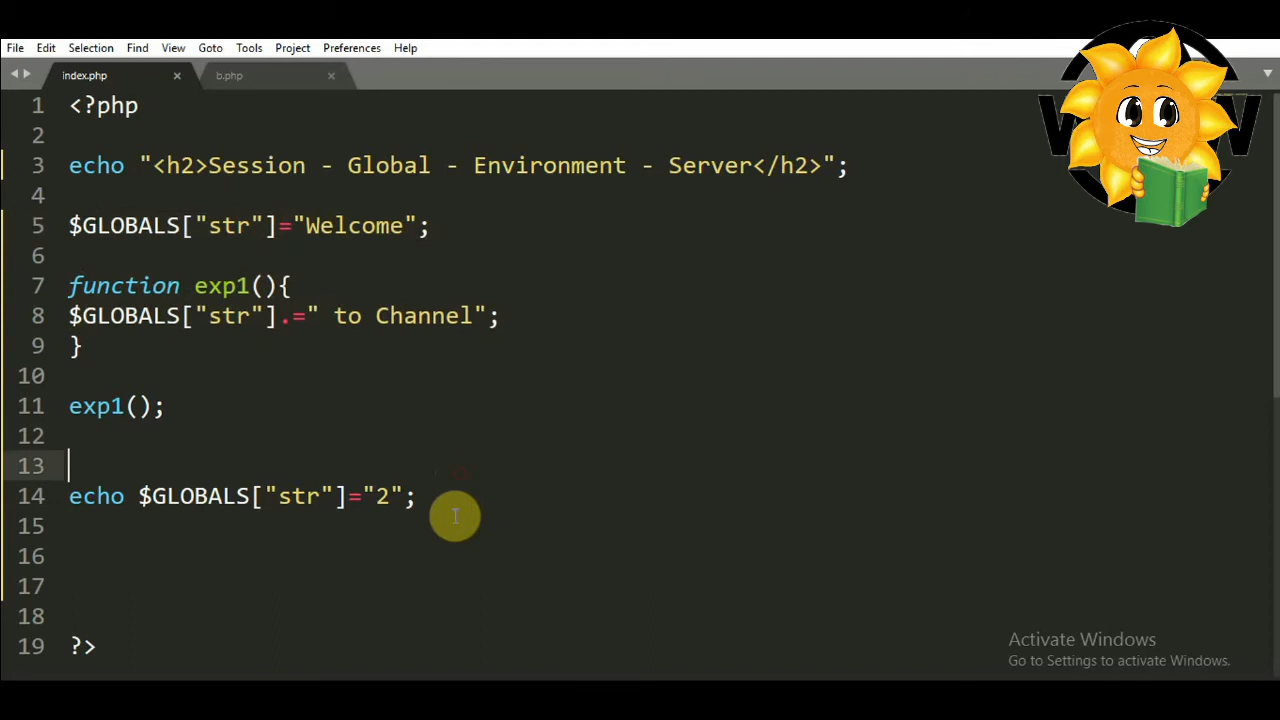 File Edit Selection Find View Goto Tools Project Preferences Help
index.php × b.php ×
1 <?php
2
3 echo "<h2>Session - Global - Environment - Server</h2>";
4
5 $GLOBALS["str"]="Welcome";
6
7 function exp1(){
8 $GLOBALS["str"].=" to Channel";
9 }
10
11 exp1();
12
13
14 echo $GLOBALS["str"]="2";
15
16
17
18
19 ?>
Activate Windows
Go to Settings to activate Windows.